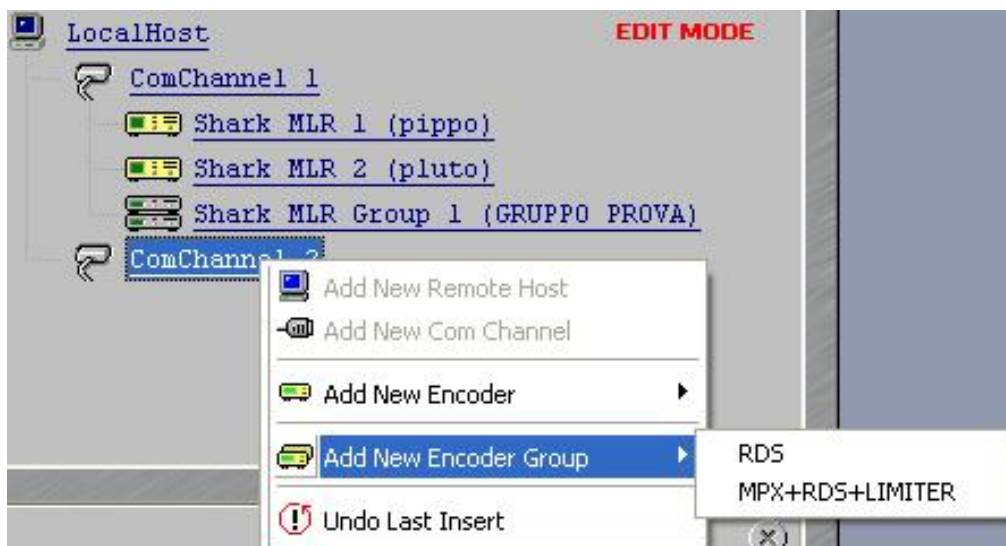 LocalHost
EDIT MODE
ComChannel 1
Shark MLR 1 (pippo)
Shark MLR 2 (pluto)
Shark MLR Group 1 (GRUPPO PROVA)
ComChannel 2
Add New Remote Host
Add New Com Channel
Add New Encoder
Add New Encoder Group
RDS
MPX+RDS+LIMITER
Undo Last Insert